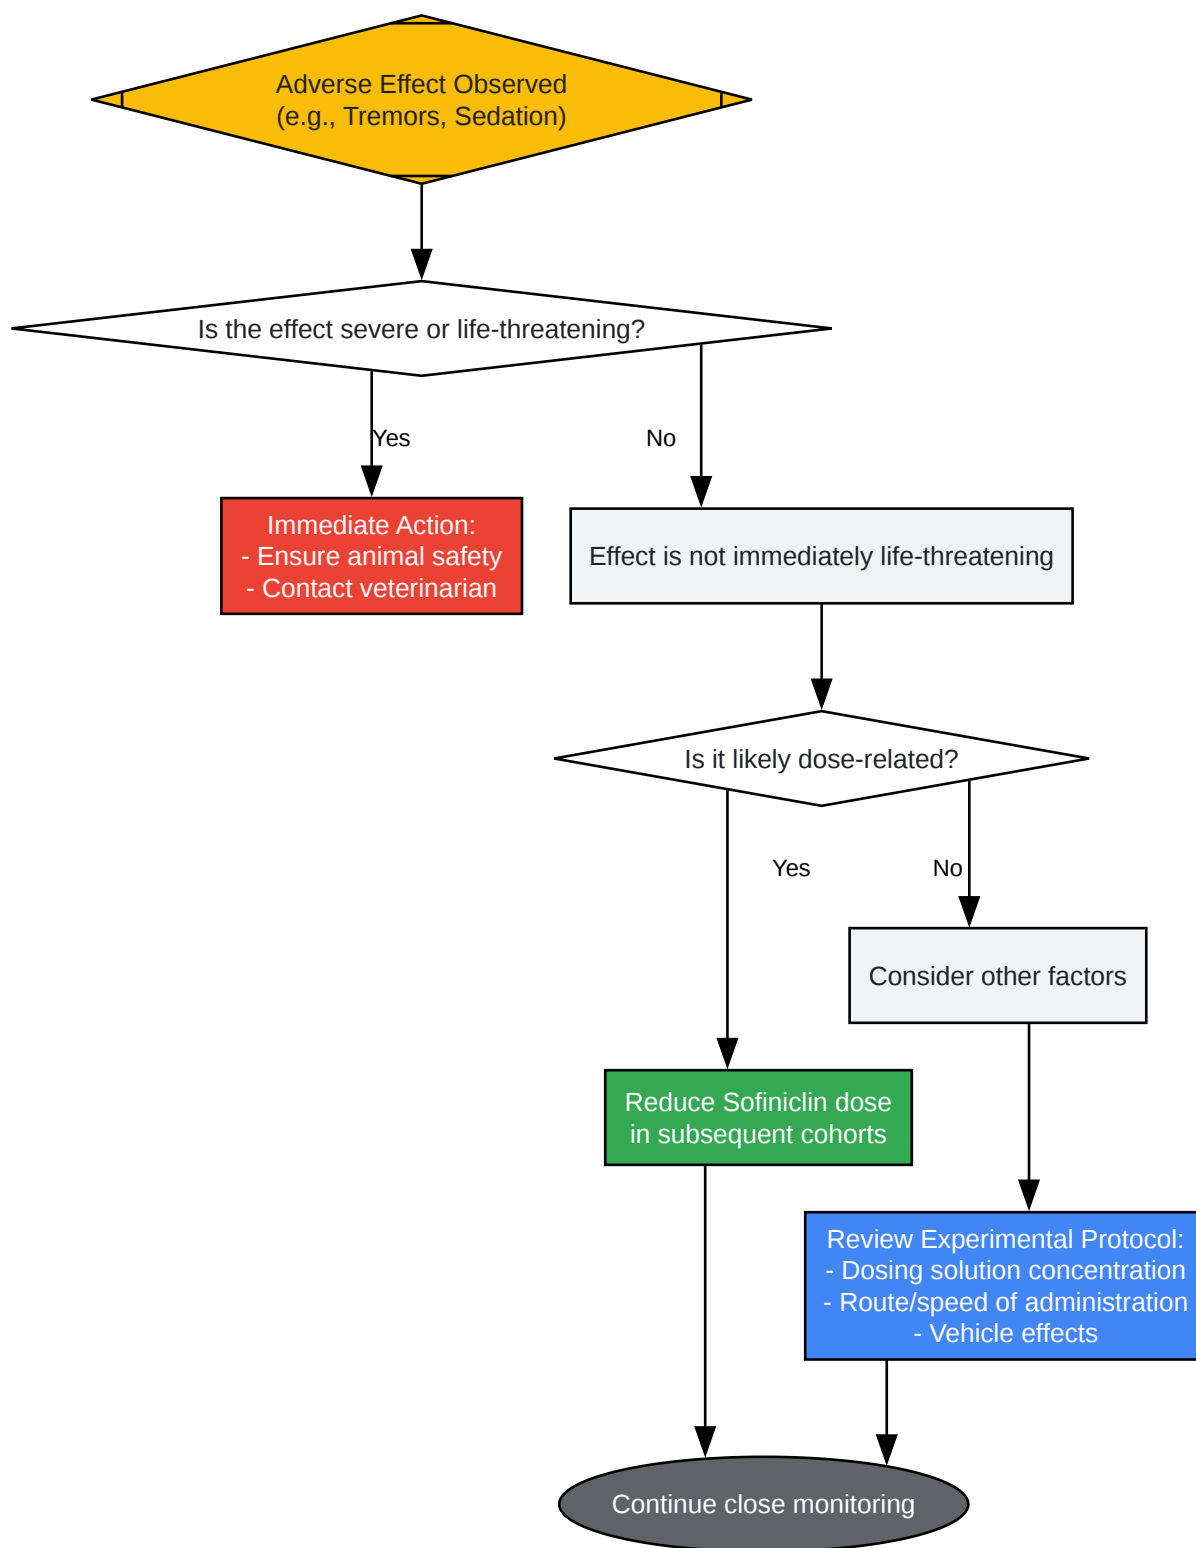 Adverse Effect Observed
(e.g., Tremors, Sedation)
Is the effect severe or life-threatening?
Yes
No
Immediate Action:
- Ensure animal safety
- Contact veterinarian
Effect is not immediately life-threatening
Is it likely dose-related?
Yes
No
Consider other factors
Reduce Sofiniclin dose
in subsequent cohorts
Review Experimental Protocol:
- Dosing solution concentration
- Route/speed of administration
- Vehicle effects
Continue close monitoring